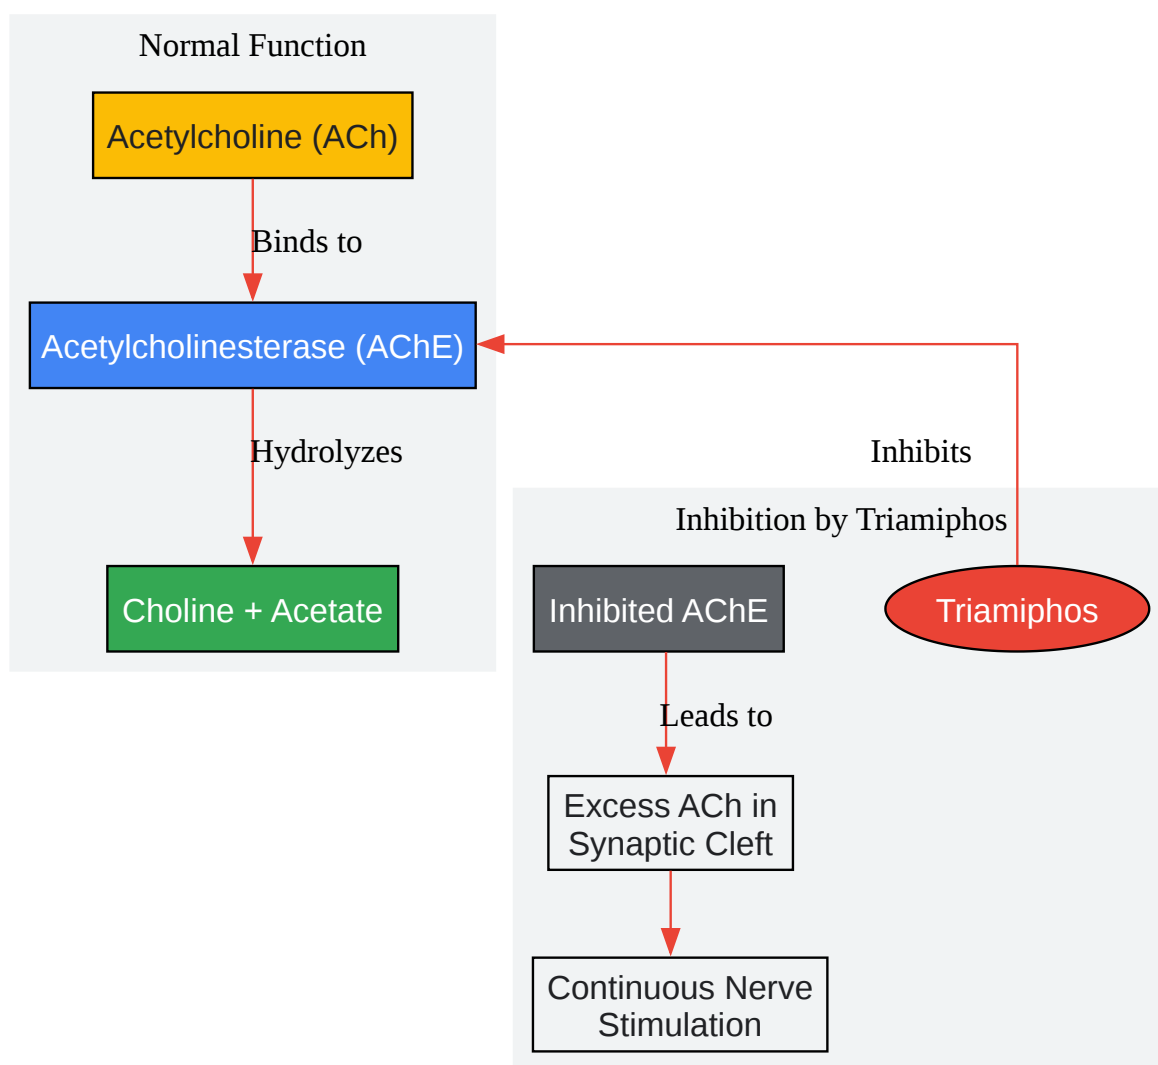 Normal Function
Acetylcholine (ACh)
Binds to
Acetylcholinesterase (AChE)
Hydrolyzes
Choline + Acetate
Inhibits
Inhibition by Triamiphos
Inhibited AChE
Triamiphos
Leads to
Excess ACh in
Synaptic Cleft
Continuous Nerve
Stimulation